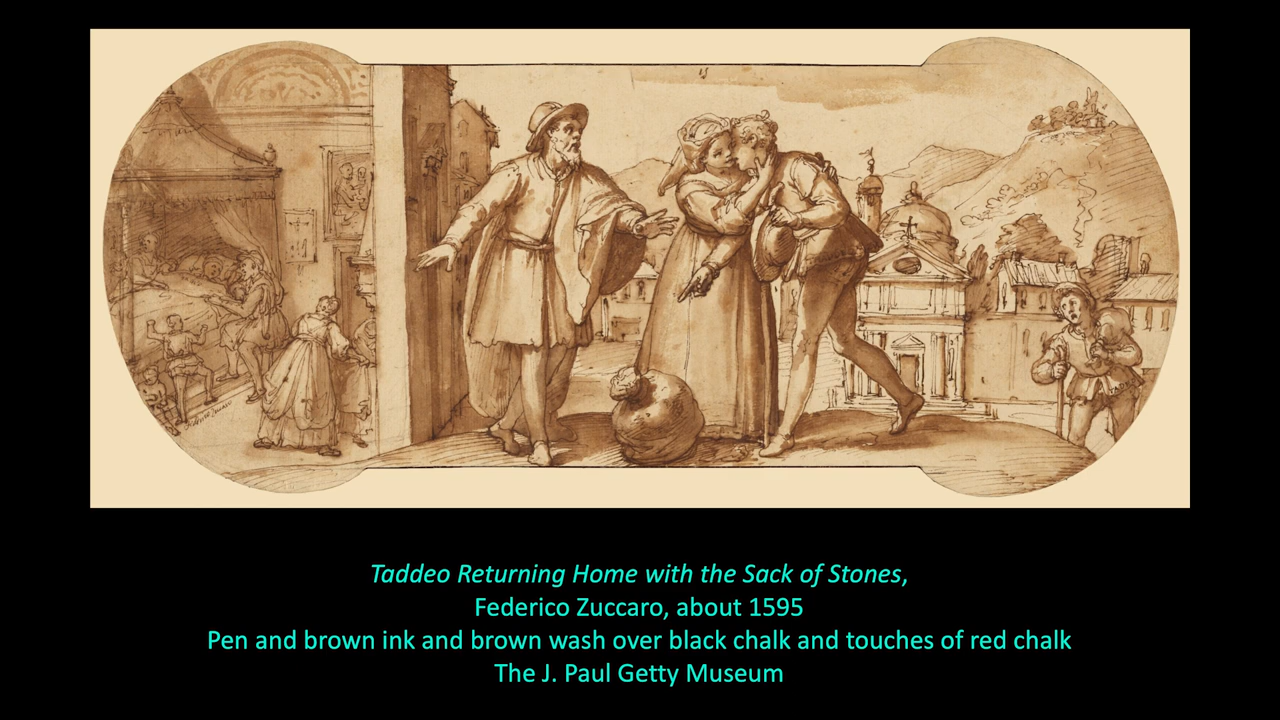 15
Taddeo Returning Home with the Sack of Stones,
Federico Zuccaro, about 1595
Pen and brown ink and brown wash over black chalk and touches of red chalk
The J. Paul Getty Museum